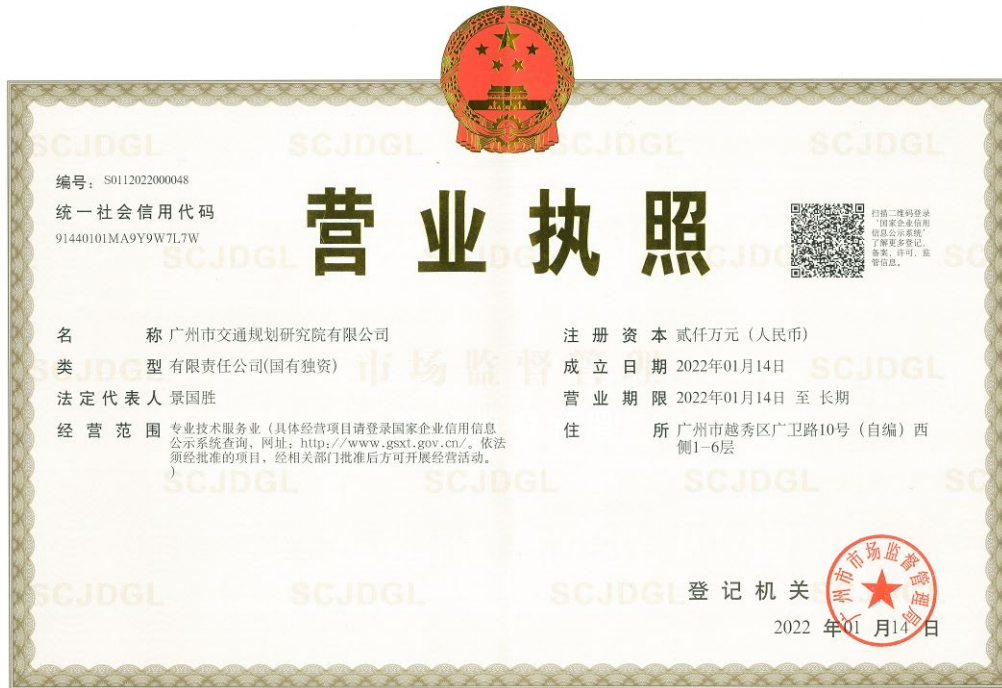 编号： S0112022000048
统一社会信用代码
91440101MA9Y9W7L7W
营业执照
扫描二维码登录
‘国家企业信用
信息公示系统’
了解更多登记、
备案、许可、监
管信息。
名称 广州市交通规划研究院有限公司
类型 有限责任公司(国有独资)
法定代表人 景国胜
经营范围 专业技术服务业（具体经营项目请登录国家企业信用信息
公示系统查询，网址：http://www.gsxt.gov.cn/。依法
须经批准的项目，经相关部门批准后方可开展经营活动。
）
注册资本 贰仟万元（人民币）
成立日期 2022年01月14日
营业期限 2022年01月14日 至 长期
住所 广州市越秀区广卫路10号（自编）西
侧1-6层
市场监督管理
SCJDGL
登记机关
广州市市场监督管理局
2022 年01 月14 日